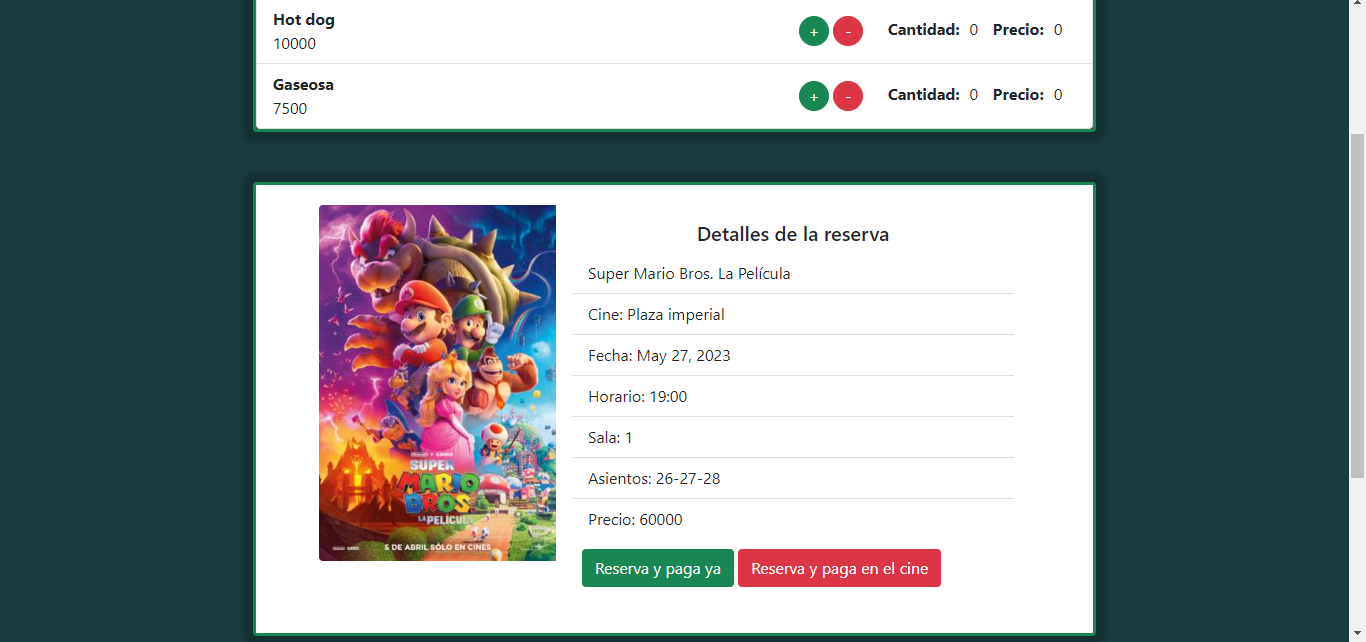 Hot dog
10000
+ - Cantidad: 0 Precio: 0
Gaseosa
7500
+ - Cantidad: 0 Precio: 0
SUPER
MARIO
BROS.
LA PELÍCULA
5 DE ABRIL SÓLO EN CINES
Detalles de la reserva
Super Mario Bros. La Película
Cine: Plaza imperial
Fecha: May 27, 2023
Horario: 19:00
Sala: 1
Asientos: 26-27-28
Precio: 60000
Reserva y paga ya
Reserva y paga en el cine